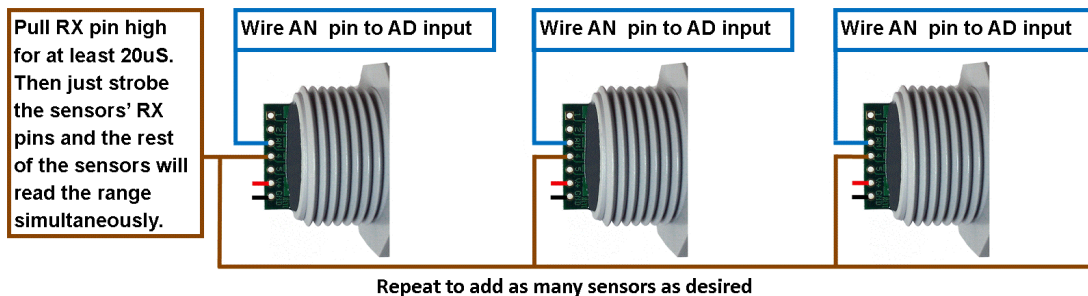 Pull RX pin high
for at least 20uS.
Then just strobe
the sensors’ RX
pins and the rest
of the sensors will
read the range
simultaneously.
Wire AN pin to AD input
Wire AN pin to AD input
Wire AN pin to AD input
Repeat to add as many sensors as desired